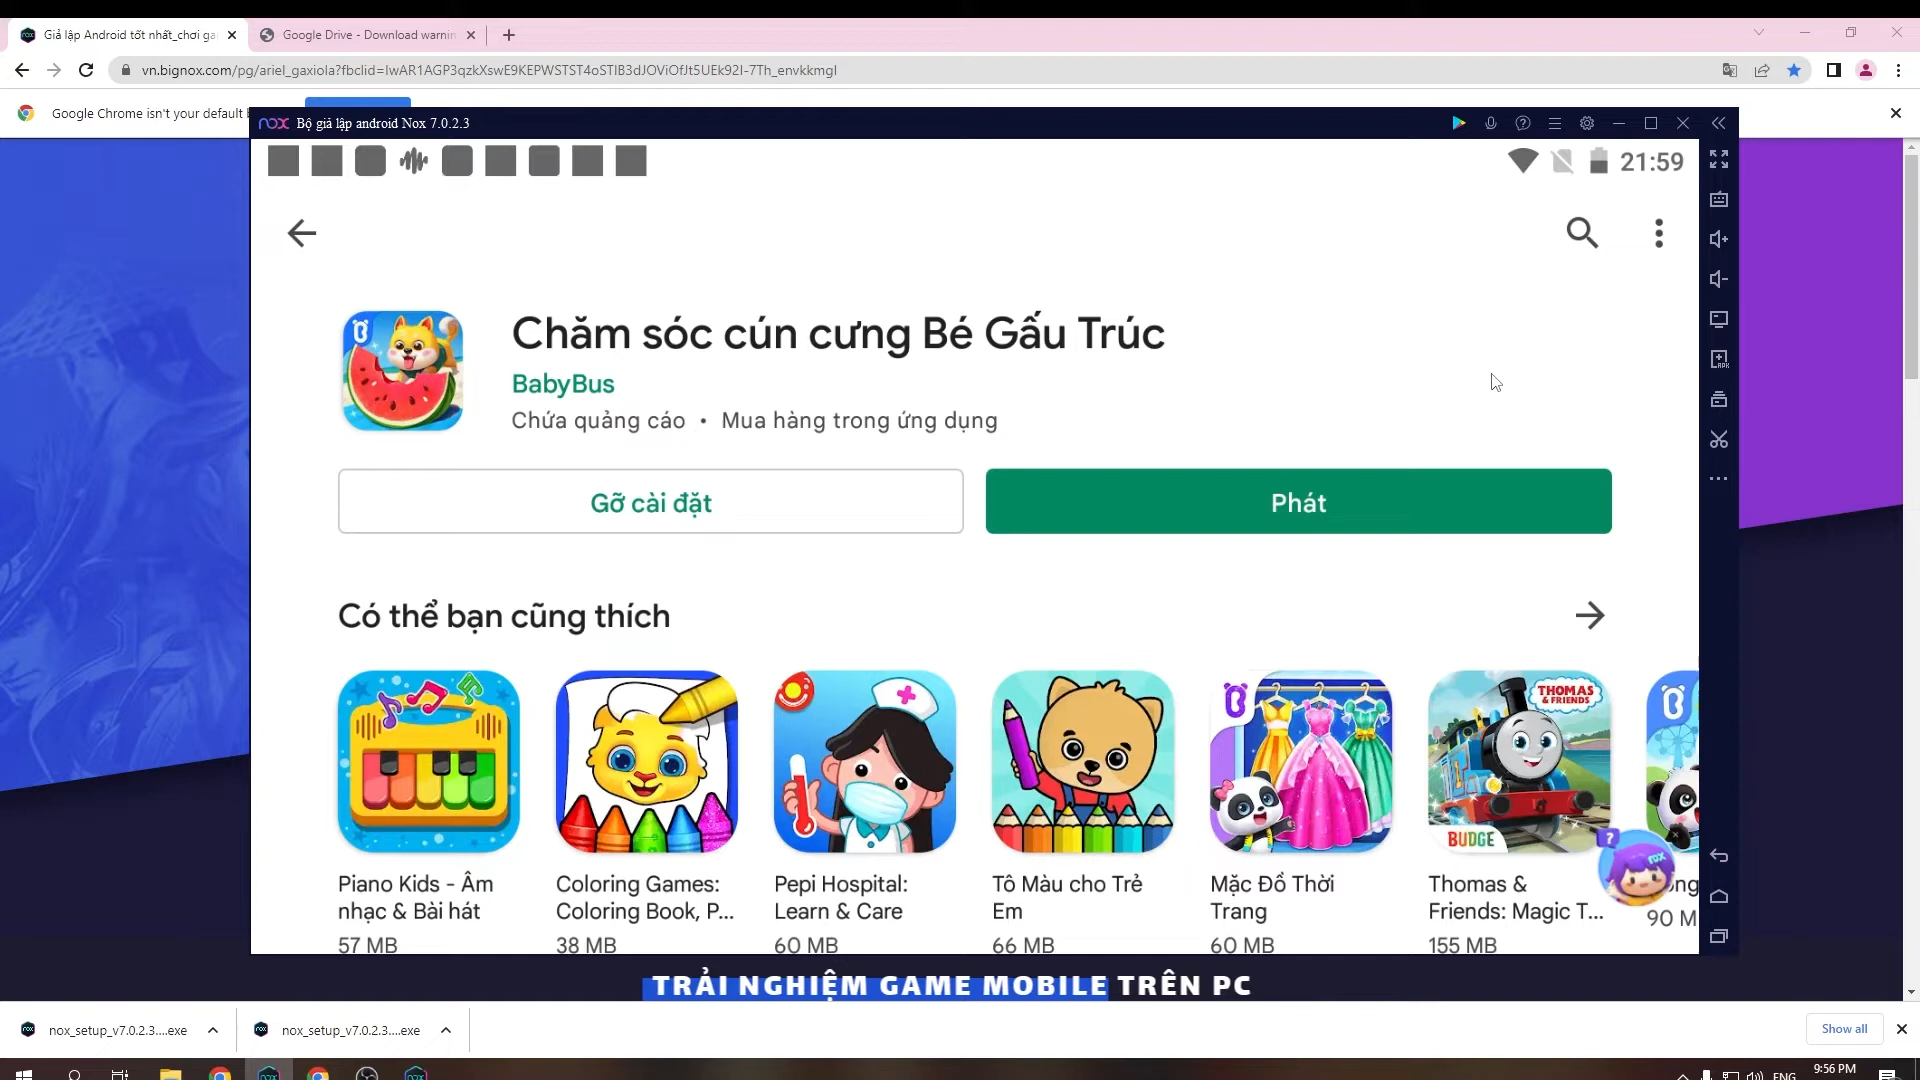 Giả lập Android tốt nhất_chơi ga
Google Drive - Download warnin
vn.bignox.com/pg/ariel_gaxiola?fbclid=IwAR1AGP3qzkXswE9KEPWSTST4oSTIB3dJOViOfJt5UEk92I-7Th_envkkmgI
Google Chrome isn't your default
nox Bộ giả lập android Nox 7.0.2.3
21:59
Chăm sóc cún cưng Bé Gấu Trúc
BabyBus
Chứa quảng cáo • Mua hàng trong ứng dụng
Gỡ cài đặt
Phát
Có thể bạn cũng thích
THOMAS & FRIENDS
BUDGE
Piano Kids - Âm nhạc & Bài hát
57 MB
Coloring Games: Coloring Book, P...
38 MB
Pepi Hospital: Learn & Care
60 MB
Tô Màu cho Trẻ Em
66 MB
Mặc Đồ Thời Trang
60 MB
Thomas & Friends: Magic T...
155 MB
90 M
TRẢI NGHIỆM GAME MOBILE TRÊN PC
nox_setup_v7.0.2.3....exe
nox_setup_v7.0.2.3....exe
Show all
ENG
9:56 PM